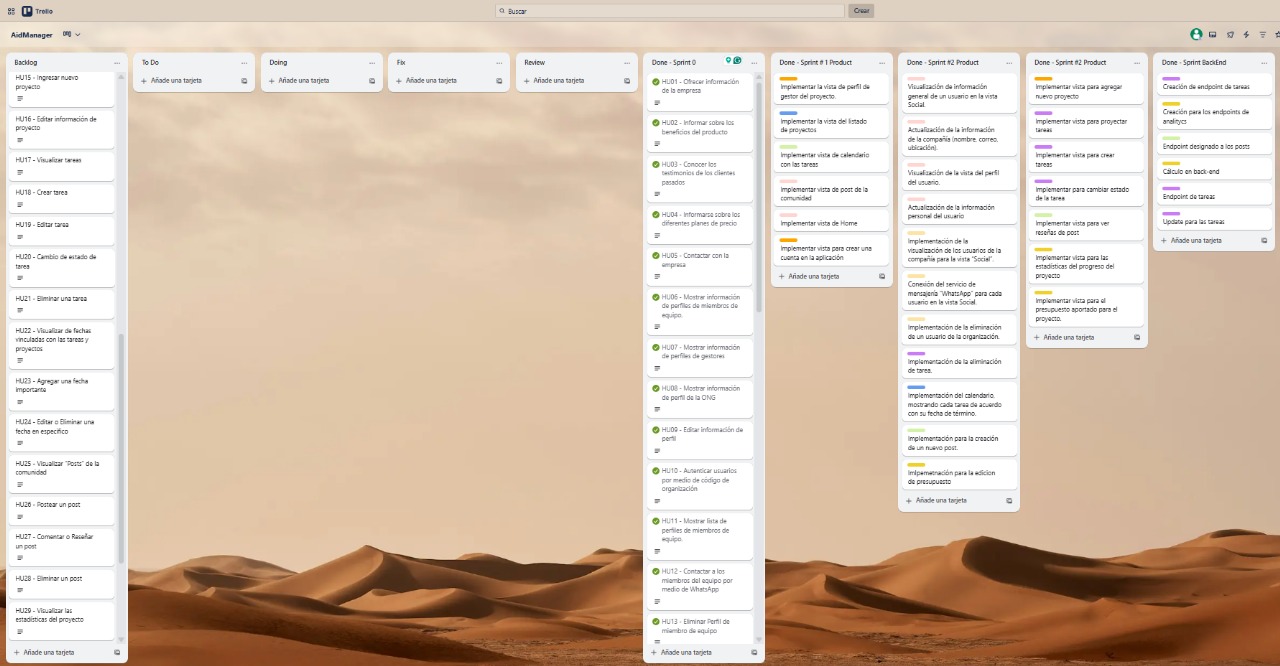 Trello
Buscar
Crear
AidManager
Backlog
HU15 - Ingresar nuevo
proyecto
HU16 - Editar información de
proyecto
HU17 - Visualizar tareas
HU18 - Crear tarea
HU19 - Editar tarea
HU20 - Cambio de estado de
tarea
HU21 - Eliminar una tarea
HU22 - Visualizar de fechas
vinculadas con las tareas y
proyectos
HU23 - Agregar una fecha
importante
HU24 - Editar o Eliminar una
fecha en específico
HU25 - Visualizar "Posts" de la
comunidad
HU26 - Postear un post
HU27 - Comentar o Reseñar
un post
HU28 - Eliminar un post
HU29 - Visualizar las
estadísticas del proyecto
+ Añade una tarjeta
To Do
+ Añade una tarjeta
Doing
+ Añade una tarjeta
Fix
+ Añade una tarjeta
Review
+ Añade una tarjeta
Done - Sprint 0
HU01 - Ofrecer información
de la empresa
HU02 - Informar sobre los
beneficios del producto
HU03 - Conocer los
testimonios de los clientes
pasados
HU04 - Informarse sobre los
diferentes planes de precio
HU05 - Contactar con la
empresa
HU06 - Mostrar información
de perfiles de miembros de
equipo.
HU07 - Mostrar información
de perfiles de gestores
HU08 - Mostrar información
de perfil de la ONG
HU09 - Editar información de
perfil
HU10 - Autenticar usuarios
por medio de código de
organización
HU11 - Mostrar lista de
perfiles de miembros de
equipo.
HU12 - Contactar a los
miembros del equipo por
medio de WhatsApp
HU13 - Eliminar Perfil de
miembro de equipo
+ Añade una tarjeta
Done - Sprint # 1 Product
Implementar la vista de perfil de
gestor del proyecto.
Implementar la vista del listado
de proyectos
Implementar vista de calendario
con las tareas
Implementar vista de post de la
comunidad
Implementar vista de Home
Implementar vista para crear una
cuenta en la aplicación
+ Añade una tarjeta
Done - Sprint #2 Product
Visualización de información
general de un usuario en la vista
Social.
Actualización de la información
de la compañía (nombre, correo,
ubicación).
Visualización de la vista del perfil
del usuario.
Actualización de la información
personal del usuario
Implementación de la
visualización de los usuarios de la
compañía para la vista "Social".
Conexión del servicio de
mensajería "WhatsApp" para cada
usuario en la vista Social.
Implementación de la eliminación
de un usuario de la organización.
Implementación de la eliminación
de tarea.
Implementación del calendario,
mostrando cada tarea de acuerdo
con su fecha de término.
Implementación para la creación
de un nuevo post.
Imlpemetnación para la edicion
de presupuesto
+ Añade una tarjeta
Done - Sprint #2 Product
Implementar vista para agregar
nuevo proyecto
Implementar vista para proyectar
tareas
Implementar vista para crear
tareas
Implementar para cambiar estado
de la tarea
Implementar vista para ver
reseñas de post
Implementar vista para las
estadísticas del progreso del
proyecto
Implementar vista para el
presupuesto aportado para el
proyecto.
+ Añade una tarjeta
Done - Sprint BackEnd
Creación de endpoint de tareas
Creación para los endpoints de
analitycs
Endpoint designado a los posts
Cálculo en back-end
Endpoint de tareas
Update para las tareas
+ Añade una tarjeta